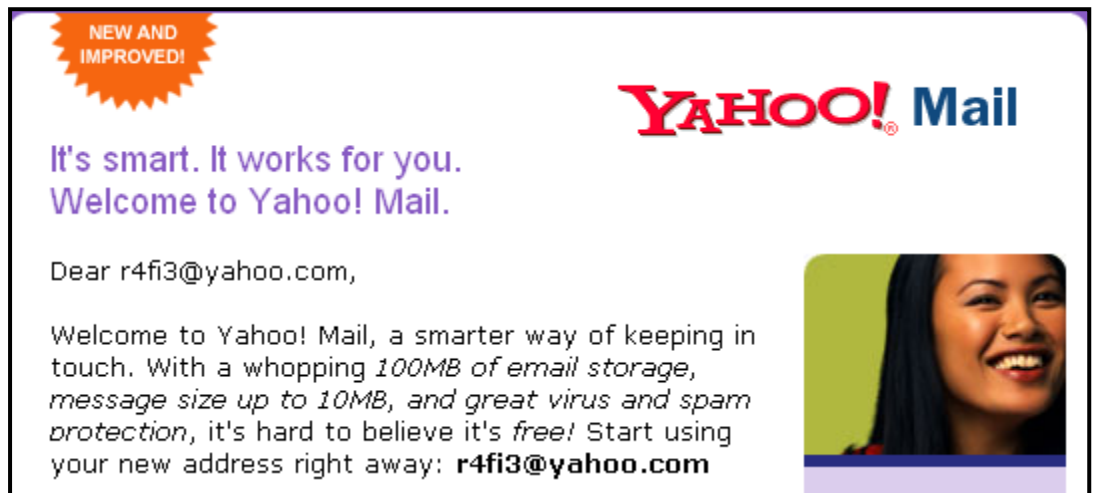 NEW AND
IMPROVED!
YAHOO!® Mail
It's smart. It works for you.
Welcome to Yahoo! Mail.
Dear r4fi3@yahoo.com,
Welcome to Yahoo! Mail, a smarter way of keeping in
touch. With a whopping 100MB of email storage,
message size up to 10MB, and great virus and spam
protection, it's hard to believe it's free! Start using
your new address right away: r4fi3@yahoo.com